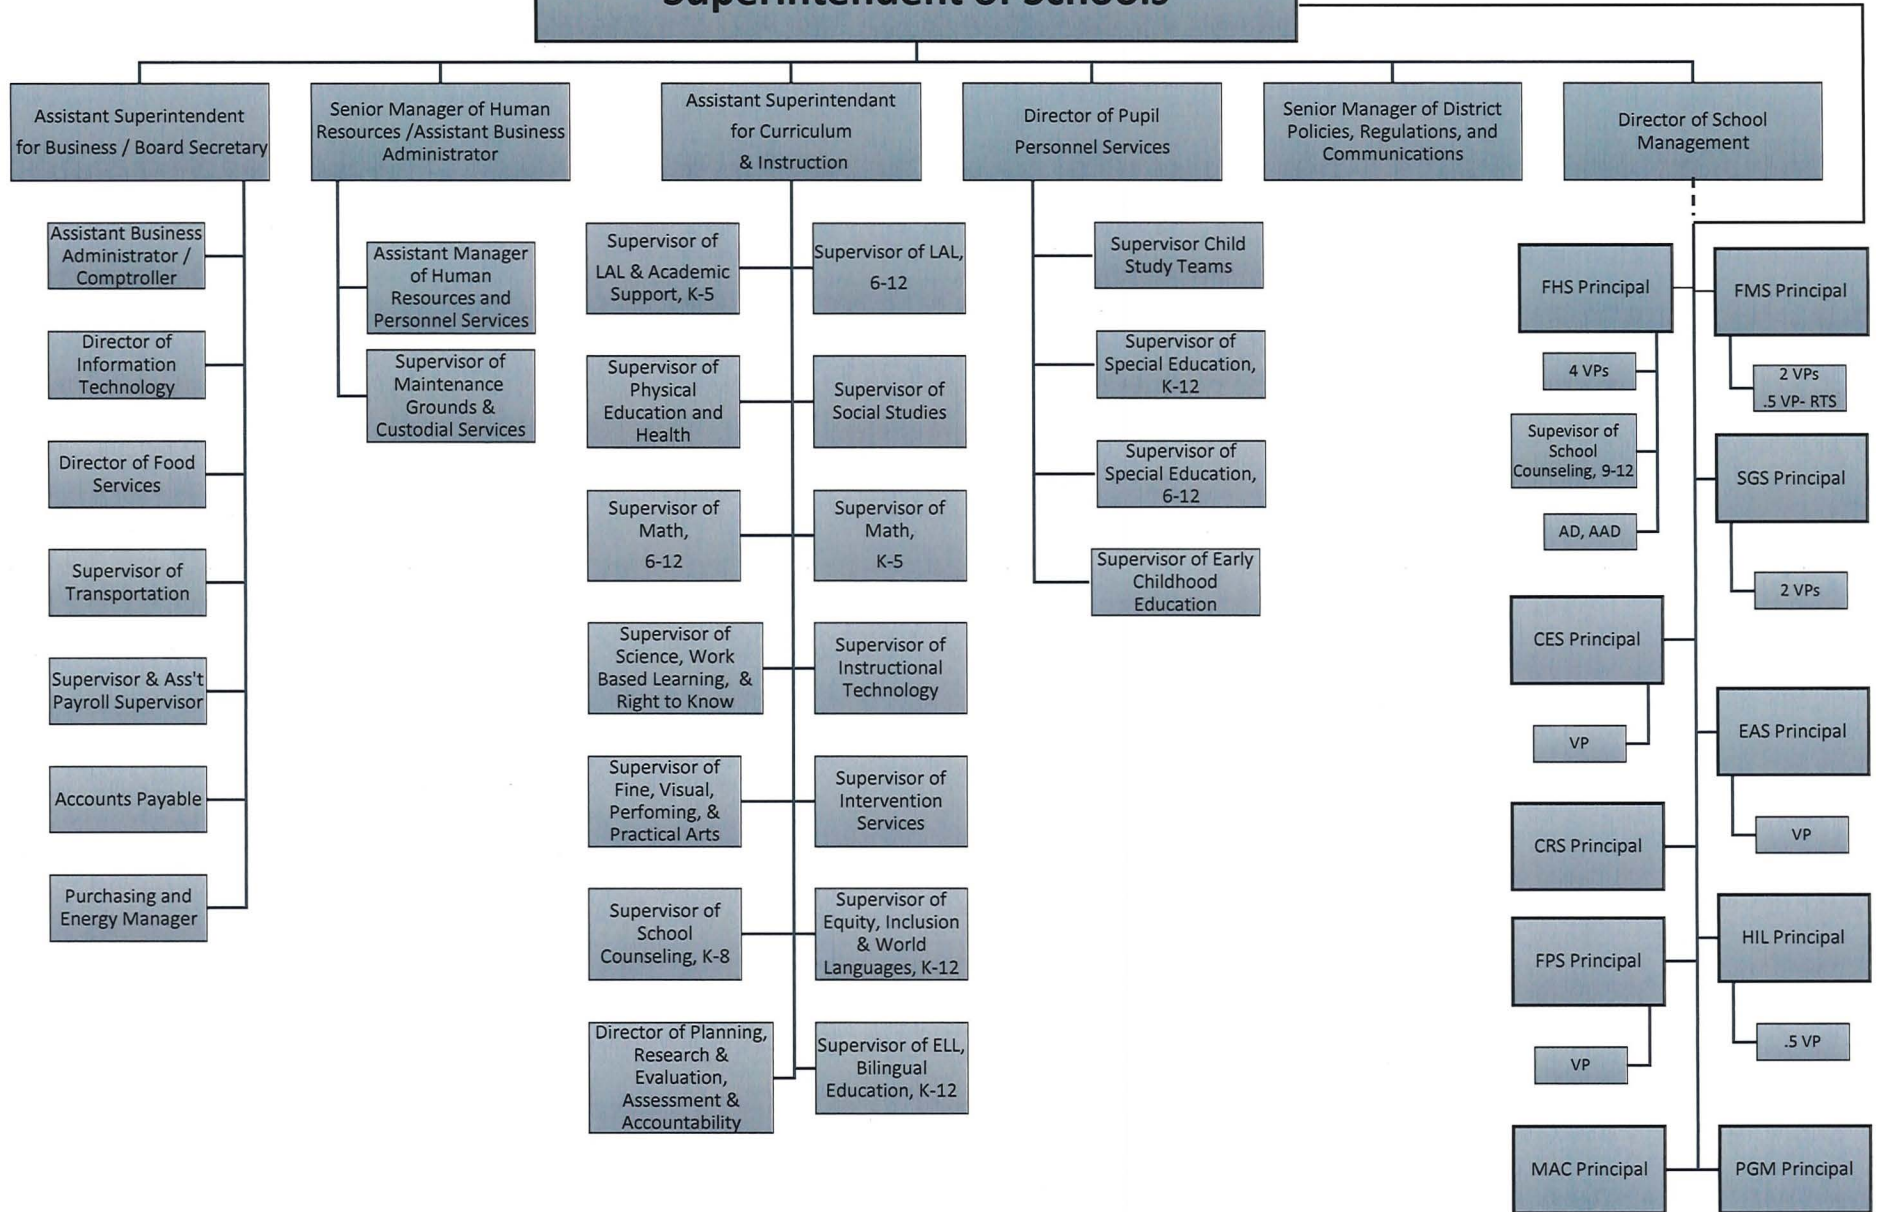 Superintendent of Schools
Assistant Superintendent
for Business / Board Secretary
Senior Manager of Human
Resources /Assistant Business
Administrator
Assistant Superintendant
for Curriculum
& Instruction
Director of Pupil
Personnel Services
Senior Manager of District
Policies, Regulations, and
Communications
Director of School
Management
Assistant Business
Administrator /
Comptroller
Director of
Information
Technology
Director of Food
Services
Supervisor of
Transportation
Supervisor & Ass't
Payroll Supervisor
Accounts Payable
Purchasing and
Energy Manager
Assistant Manager
of Human
Resources and
Personnel Services
Supervisor of
Maintenance
Grounds &
Custodial Services
Supervisor of
LAL & Academic
Support, K-5
Supervisor of LAL,
6-12
Supervisor of
Physical
Education and
Health
Supervisor of
Social Studies
Supervisor of
Math,
6-12
Supervisor of
Math,
K-5
Supervisor of
Science, Work
Based Learning, &
Right to Know
Supervisor of
Instructional
Technology
Supervisor of
Fine, Visual,
Perfoming, &
Practical Arts
Supervisor of
Intervention
Services
Supervisor of
School
Counseling, K-8
Supervisor of
Equity, Inclusion
& World
Languages, K-12
Director of Planning,
Research &
Evaluation,
Assessment &
Accountability
Supervisor of ELL,
Bilingual
Education, K-12
Supervisor Child
Study Teams
Supervisor of
Special Education,
K-12
Supervisor of
Special Education,
6-12
Supervisor of Early
Childhood
Education
FHS Principal
4 VPs
Supevisor of
School
Counseling, 9-12
AD, AAD
FMS Principal
2 VPs
.5 VP- RTS
SGS Principal
2 VPs
CES Principal
VP
EAS Principal
VP
CRS Principal
HIL Principal
.5 VP
FPS Principal
VP
MAC Principal
PGM Principal